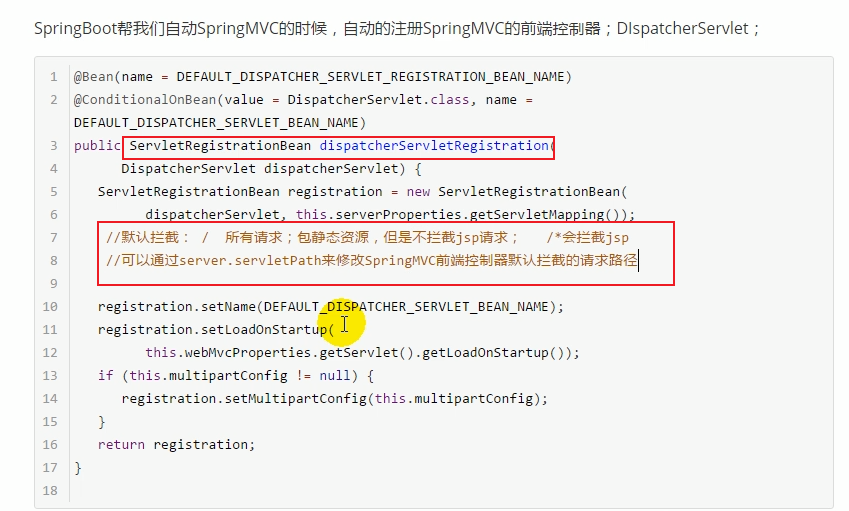 SpringBoot帮我们自动SpringMVC的时候，自动的注册SpringMVC的前端控制器；DIspatcherServlet；
1 @Bean(name = DEFAULT_DISPATCHER_SERVLET_REGISTRATION_BEAN_NAME)
2 @ConditionalOnBean(value = DispatcherServlet.class, name =
DEFAULT_DISPATCHER_SERVLET_BEAN_NAME)
3 public ServletRegistrationBean dispatcherServletRegistration(
4 DispatcherServlet dispatcherServlet) {
5 ServletRegistrationBean registration = new ServletRegistrationBean(
6 dispatcherServlet, this.serverProperties.getServletMapping());
7 //默认拦截： /  所有请求；包静态资源，但是不拦截jsp请求；   /*会拦截jsp
8 //可以通过server.servletPath来修改SpringMVC前端控制器默认拦截的请求路径
9
10 registration.setName(DEFAULT_DISPATCHER_SERVLET_BEAN_NAME);
11 registration.setLoadOnStartup(
12 this.webMvcProperties.getServlet().getLoadOnStartup());
13 if (this.multipartConfig != null) {
14 registration.setMultipartConfig(this.multipartConfig);
15 }
16 return registration;
17 }
18